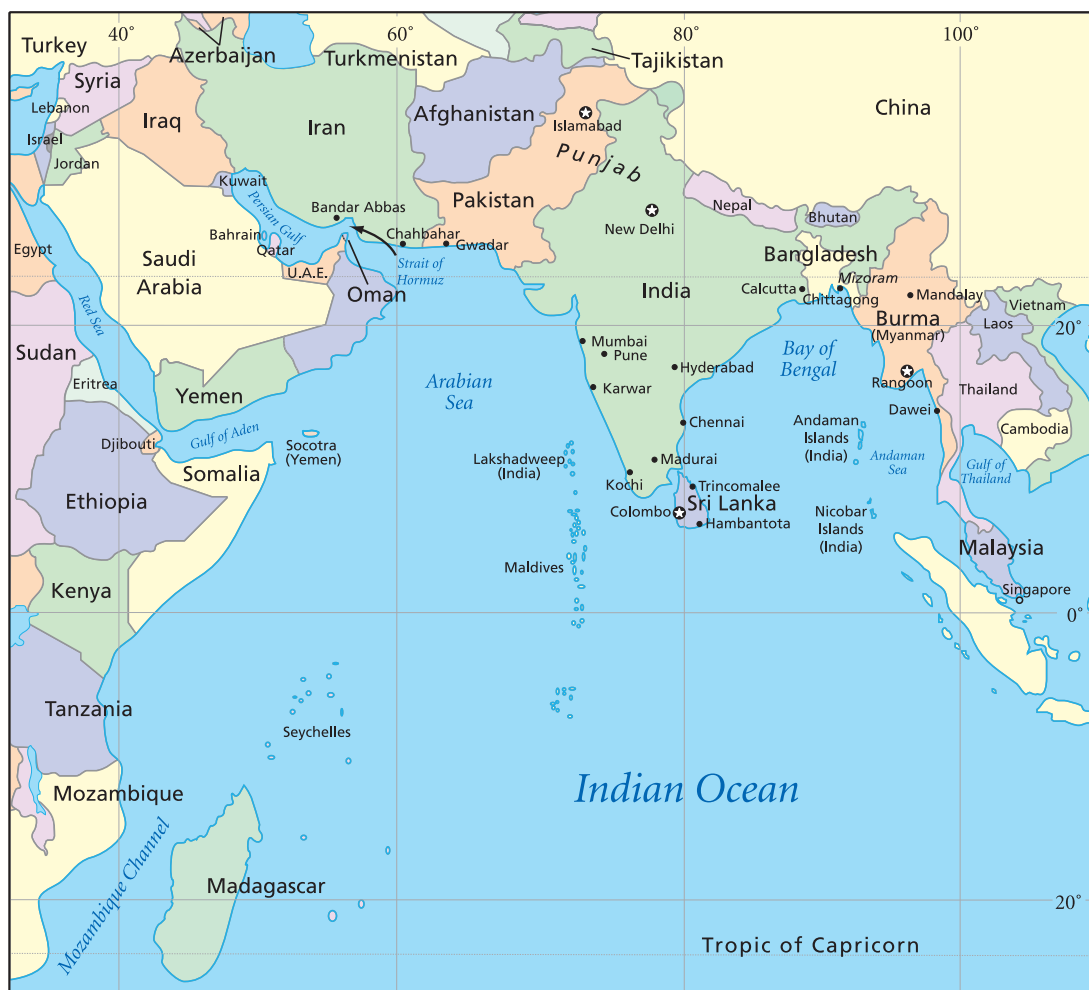 40°
60°
80°
100°
Turkey
Azerbaijan
Turkmenistan
Tajikistan
Syria
Afghanistan
China
Lebanon
Iraq
Iran
Islamabad
Israel
Jordan
Punjab
Kuwait
Persian Gulf
Bandar Abbas
Pakistan
Nepal
Bhutan
New Delhi
Bahrain
Qatar
Chahbahar
Gwadar
Egypt
Saudi
Arabia
U.A.E.
Strait of
Hormuz
Bangladesh
Oman
India
Calcutta
Mizoram
Chittagong
Mandalay
Vietnam
Red Sea
Burma
(Myanmar)
Laos
20°
Sudan
Mumbai
Pune
Bay of
Bengal
Hyderabad
Rangoon
Eritrea
Yemen
Arabian
Sea
Karwar
Thailand
Dawei
Chennai
Andaman
Islands
(India)
Cambodia
Djibouti
Gulf of Aden
Socotra
(Yemen)
Lakshadweep
(India)
Madurai
Andaman
Sea
Gulf of
Thailand
Somalia
Kochi
Trincomalee
Ethiopia
Sri Lanka
Colombo
Hambantota
Nicobar
Islands
(India)
Malaysia
Maldives
Kenya
Singapore
0°
Tanzania
Seychelles
Indian Ocean
Mozambique
Mozambique Channel
Madagascar
20°
Tropic of Capricorn